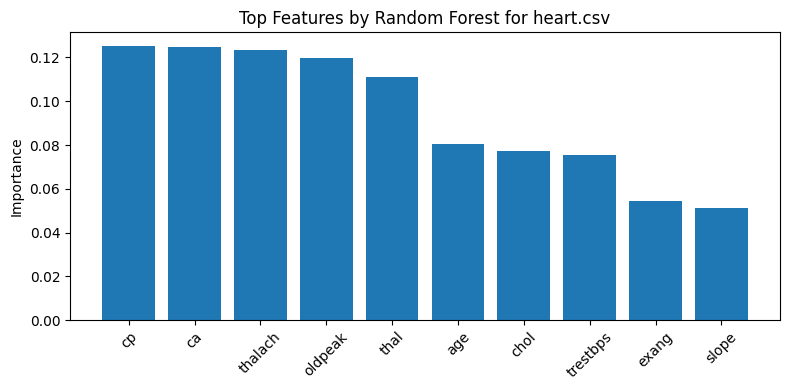 Top Features by Random Forest for heart.csv
Importance
0.12
0.10
0.08
0.06
0.04
0.02
0.00
cp
ca
thalach
oldpeak
thal
age
chol
trestbps
exang
slope